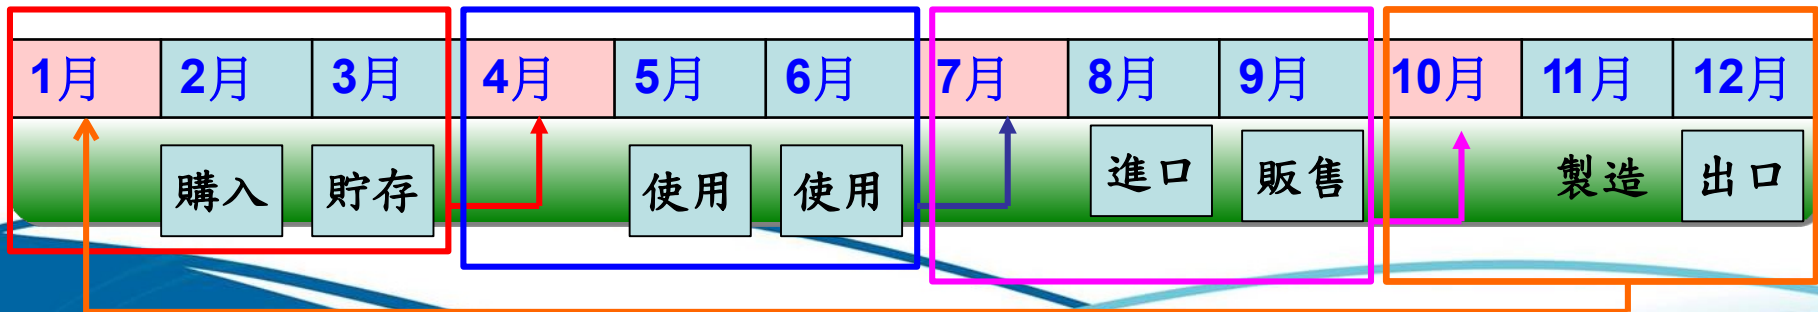 1月 2月 3月 4月 5月 6月 7月 8月 9月 10月 11月 12月
購入 貯存 使用 使用 進口 販售 製造 出口